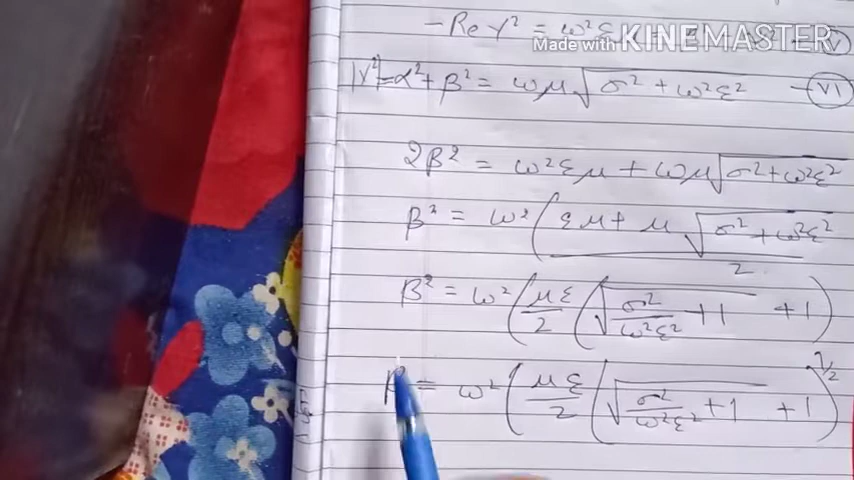 -Re γ² = ω²ε
Made with KINEMASTER
|γ²| = α² + β² = ωμ√(σ² + ω²ε²) — (VI)
2β² = ω²εμ + ωμ√(σ² + ω²ε²)
β² = ω² (εμ + μ√(σ² + ω²ε²) / 2
β² = ω² (με/2 (√(σ²/ω²ε² + 1) + 1)
= ω² (με/2 (√(σ²/ω²ε² + 1) + 1)^1/2